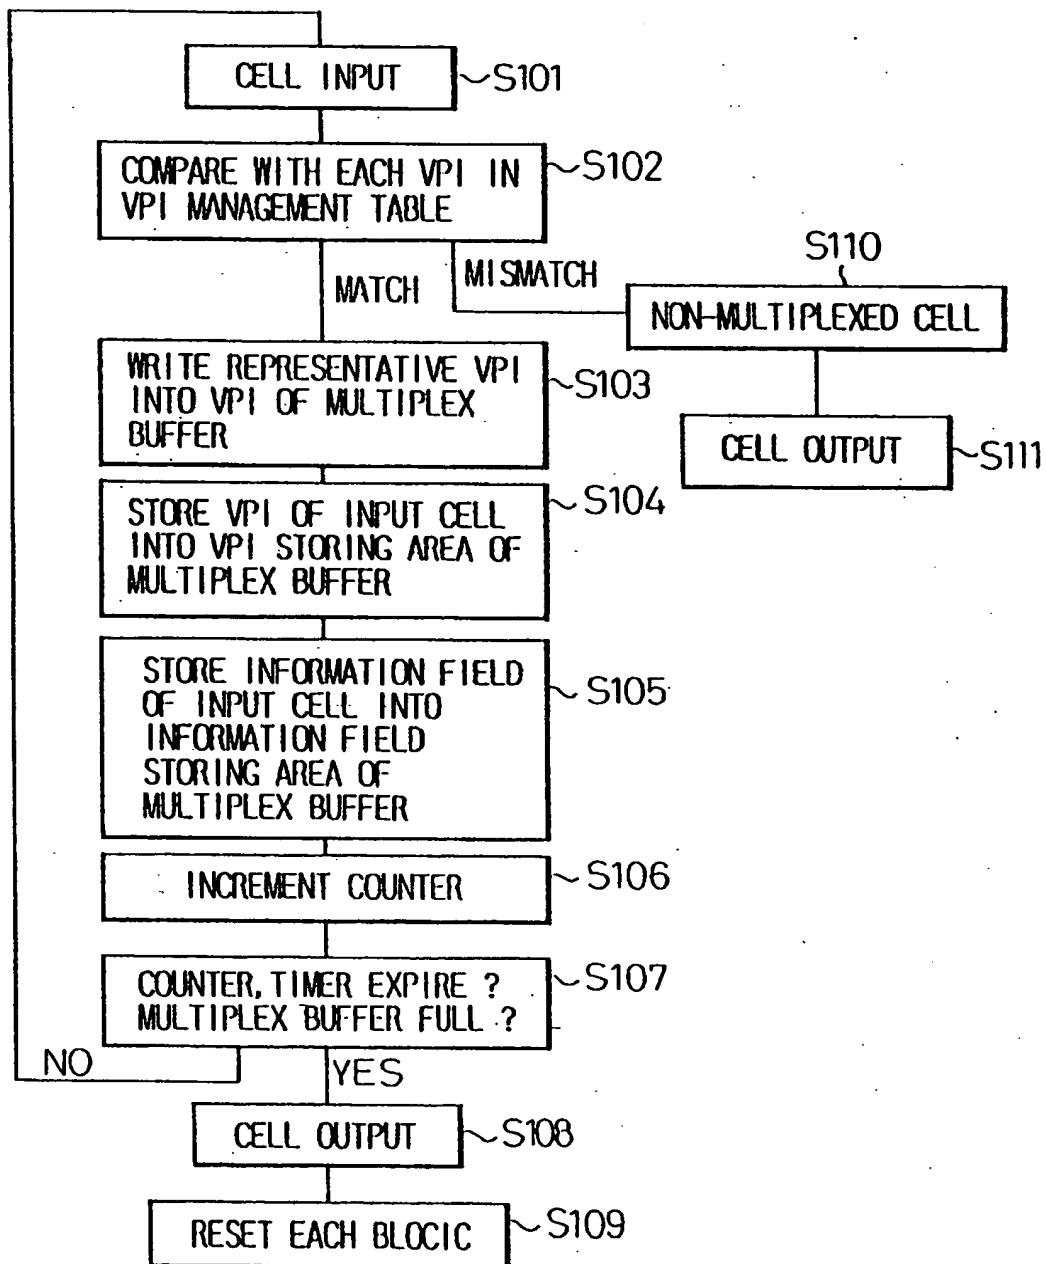 CELL INPUT
S101
COMPARE WITH EACH VPI IN
VPI MANAGEMENT TABLE
S102
MATCH
MISMATCH
S110
NON-MULTIPLEXED CELL
CELL OUTPUT
S111
WRITE REPRESENTATIVE VPI
INTO VPI OF MULTIPLEX
BUFFER
S103
STORE VPI OF INPUT CELL
INTO VPI STORING AREA OF
MULTIPLEX BUFFER
S104
STORE INFORMATION FIELD
OF INPUT CELL INTO
INFORMATION FIELD
STORING AREA OF
MULTIPLEX BUFFER
S105
INCREMENT COUNTER
S106
COUNTER, TIMER EXPIRE ?
MULTIPLEX BUFFER FULL ?
S107
NO
YES
CELL OUTPUT
S108
RESET EACH BLOCIC
S109